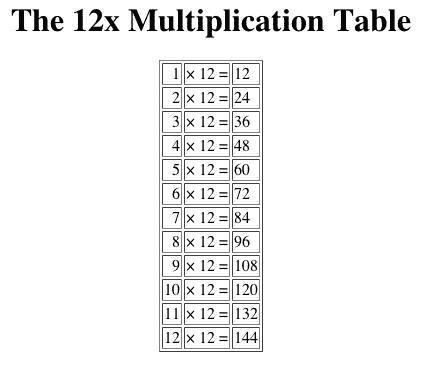 The 12x Multiplication Table
1 × 12 = 12
2 × 12 = 24
3 × 12 = 36
4 × 12 = 48
5 × 12 = 60
6 × 12 = 72
7 × 12 = 84
8 × 12 = 96
9 × 12 = 108
10 × 12 = 120
11 × 12 = 132
12 × 12 = 144